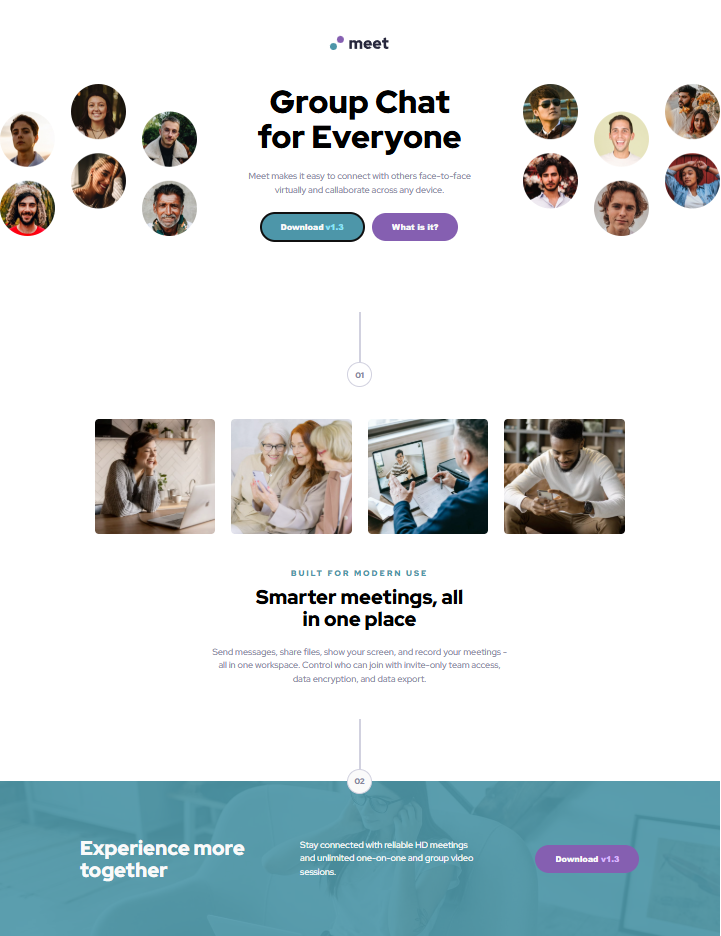 meet
Group Chat
for Everyone
Meet makes it easy to connect with others face-to-face
virtually and callaborate across any device.
Download v1.3
What is it?
01
BUILT FOR MODERN USE
Smarter meetings, all
in one place
Send messages, share files, show your screen, and record your meetings -
all in one workspace. Control who can join with invite-only team access,
data encryption, and data export.
02
Experience more
together
Stay connected with reliable HD meetings
and unlimited one-on-one and group video
sessions.
Download v1.3